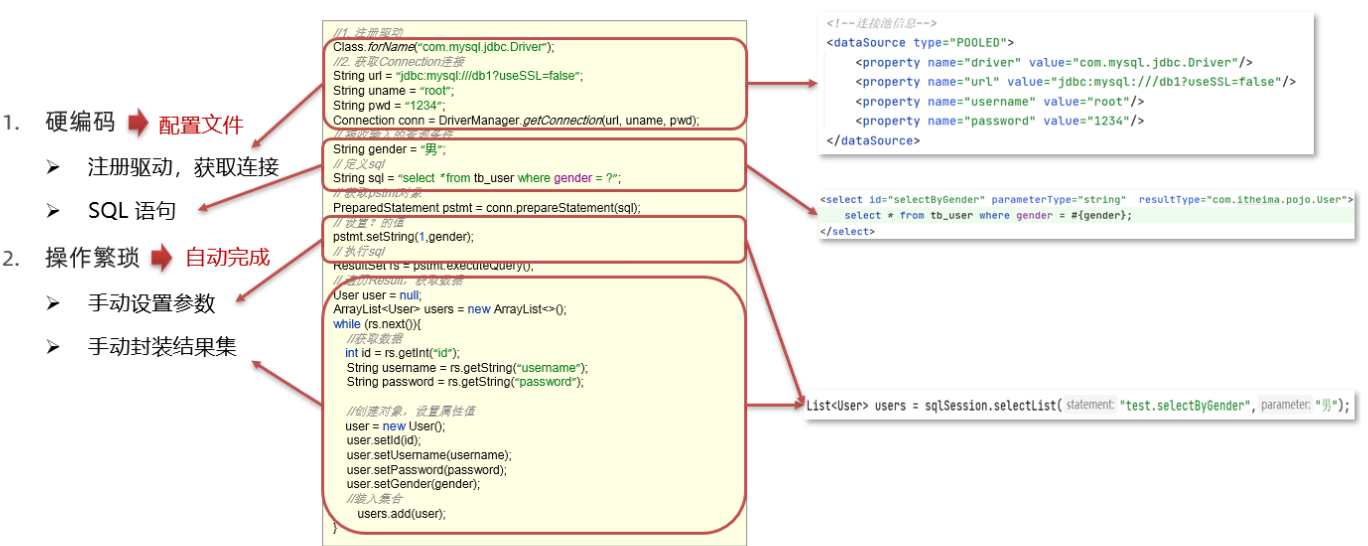 1. 硬编码 配置文件
➢ 注册驱动，获取连接
➢ SQL 语句
2. 操作繁琐 自动完成
➢ 手动设置参数
➢ 手动封装结果集
//1. 注册驱动
Class.forName(“com.mysql.jdbc.Driver”);
//2. 获取Connection连接
String url = “jdbc:mysql:///db1?useSSL=false”;
String uname = “root”;
String pwd = “1234”;
Connection conn = DriverManager.getConnection(url, uname, pwd);
// 接收输入的查询条件
String gender = “男”;
// 定义sql
String sql = “select *from tb_user where gender = ?”;
// 获取pstmt对象
PreparedStatement pstmt = conn.prepareStatement(sql);
// 设置？的值
pstmt.setString(1,gender);
// 执行sql
ResultSet rs = pstmt.executeQuery();
// 遍历Result，获取数据
User user = null;
ArrayList<User> users = new ArrayList<>();
while (rs.next()){
//获取数据
int id = rs.getInt(“id”);
String username = rs.getString(“username”);
String password = rs.getString(“password”);
//创建对象，设置属性值
user = new User();
user.setId(id);
user.setUsername(username);
user.setPassword(password);
user.setGender(gender);
//装入集合
users.add(user);
}
<!--连接池信息-->
<dataSource type="POOLED">
<property name="driver" value="com.mysql.jdbc.Driver"/>
<property name="url" value="jdbc:mysql:///db1?useSSL=false"/>
<property name="username" value="root"/>
<property name="password" value="1234"/>
</dataSource>
<select id="selectByGender" parameterType="string" resultType="com.itheima.pojo.User">
select * from tb_user where gender = #{gender};
</select>
List<User> users = sqlSession.selectList( statement: "test.selectByGender", parameter: "男");